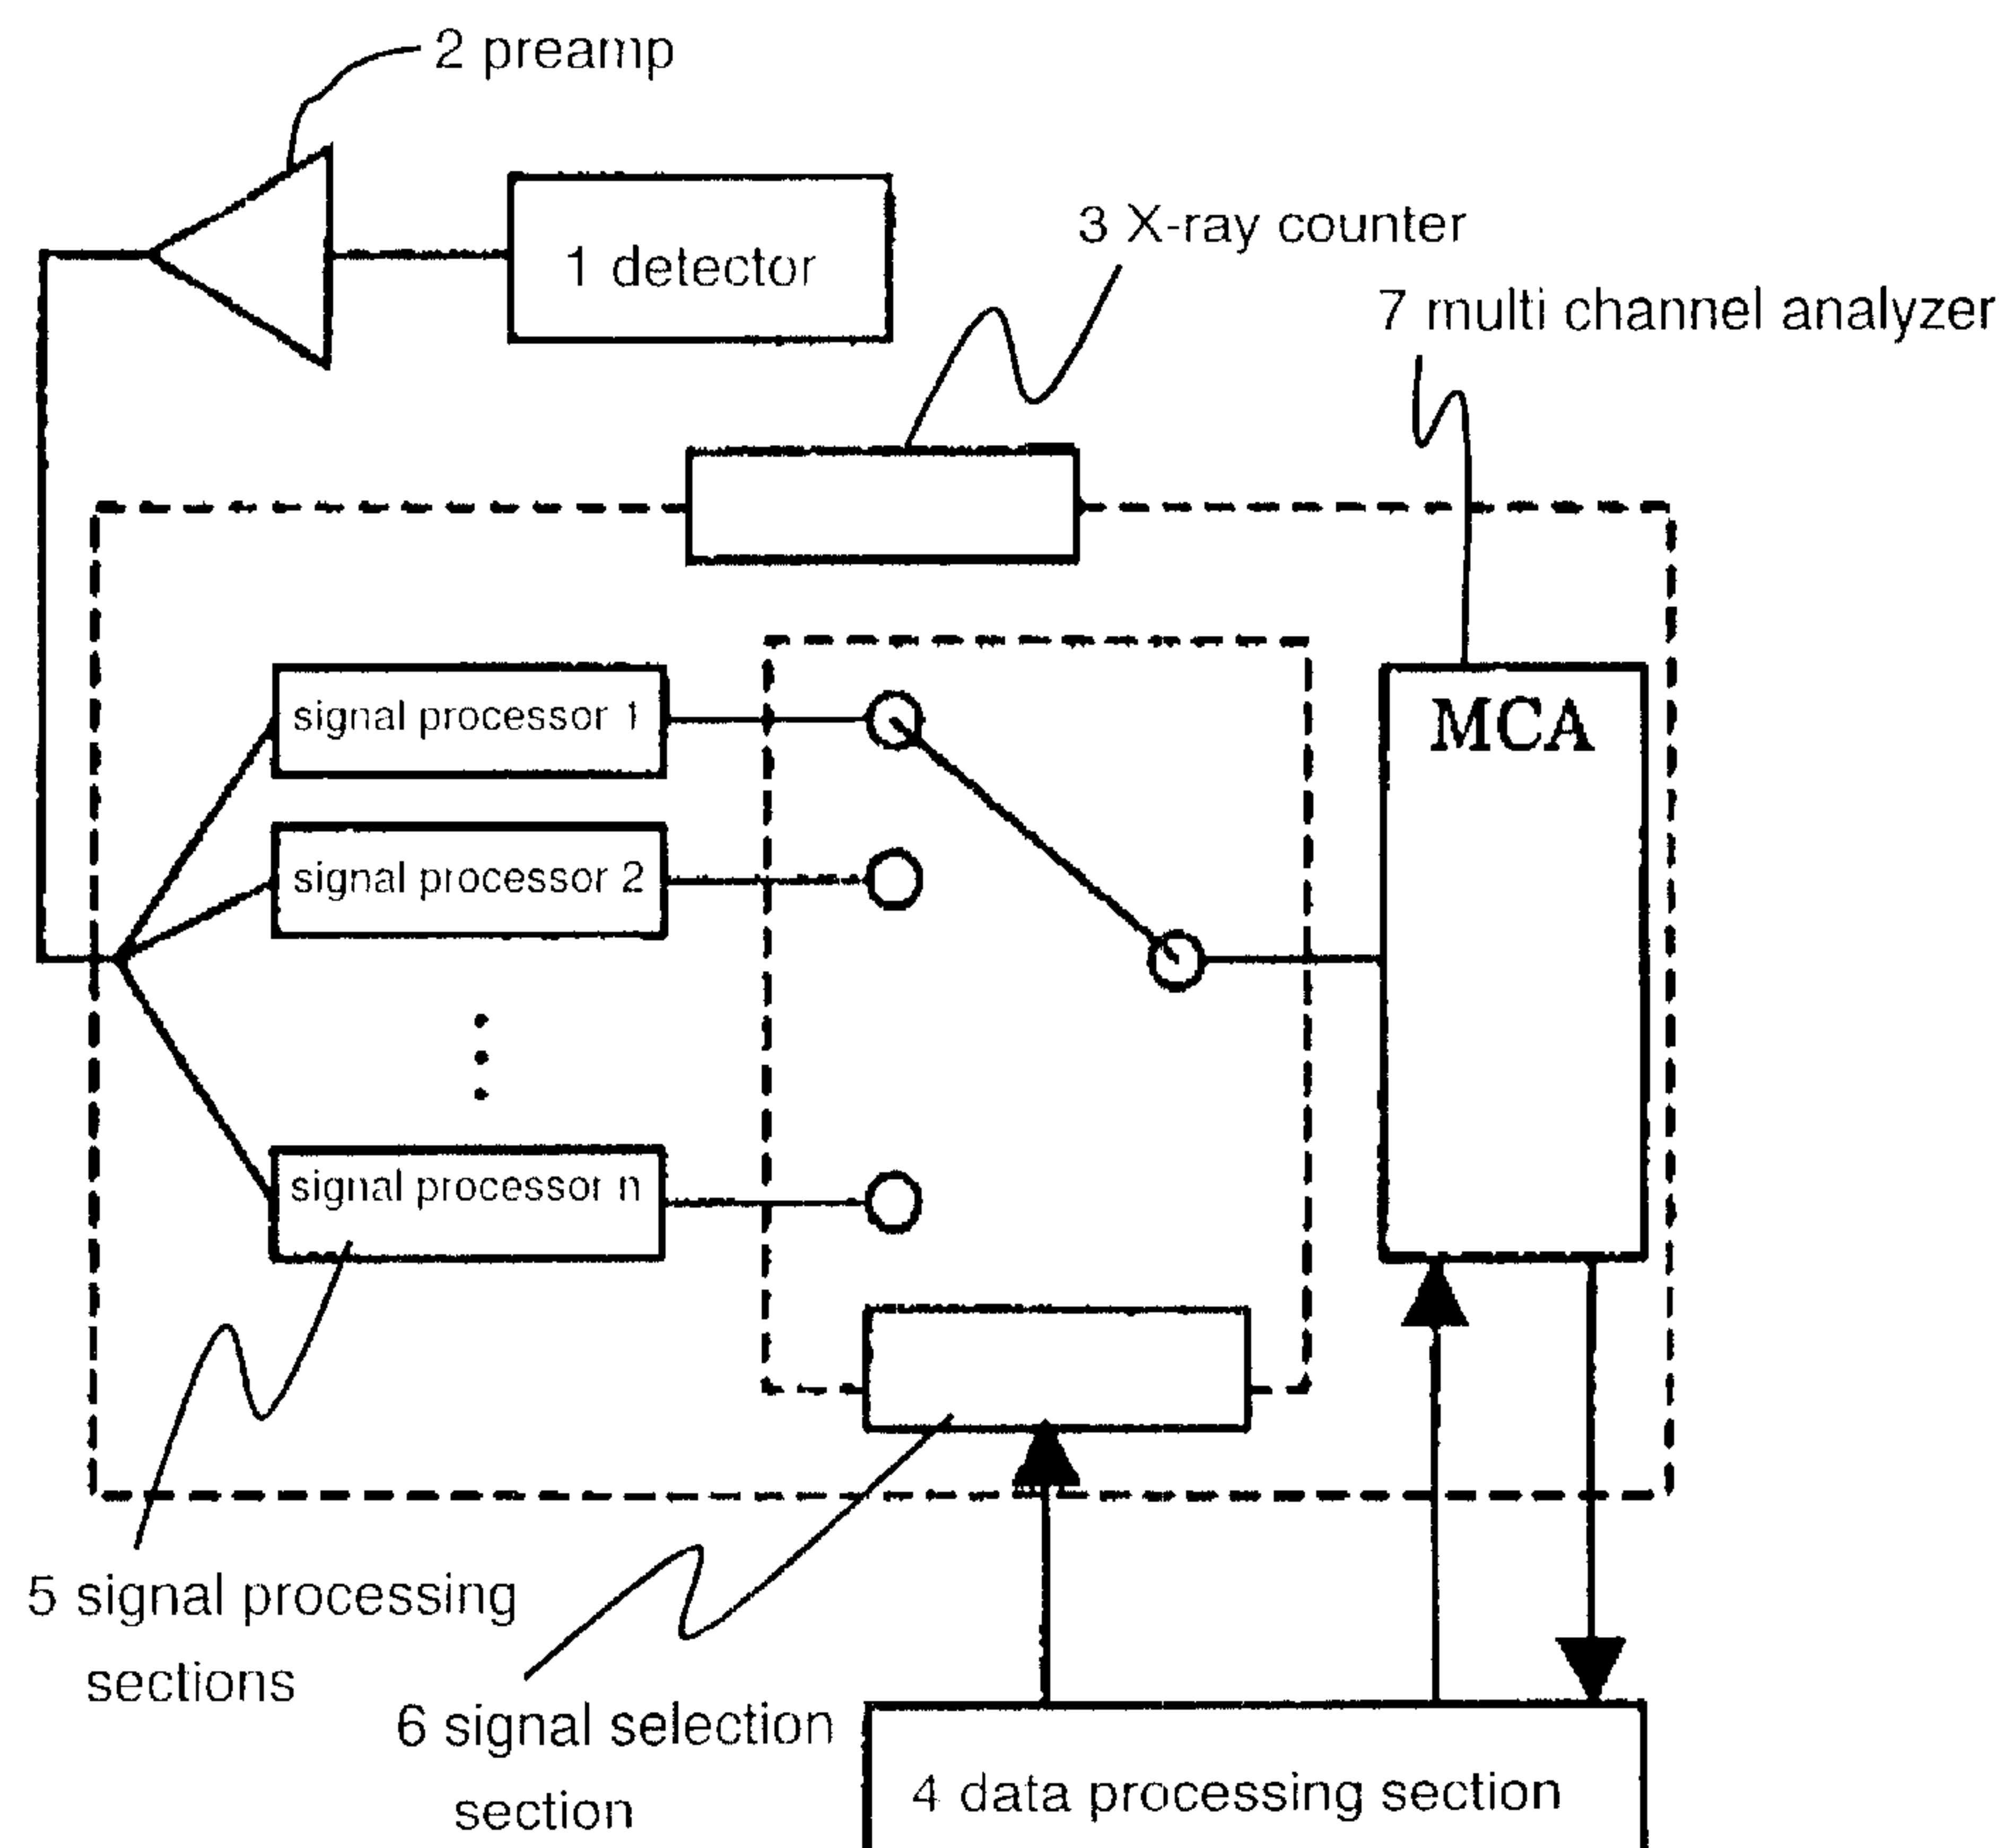 2 preamp
1 detector
3 X-ray counter
7 multi channel analyzer
signal processor 1
MCA
signal processor 2
signal processor n
5 signal processing
sections
6 signal selection
section
4 data processing section